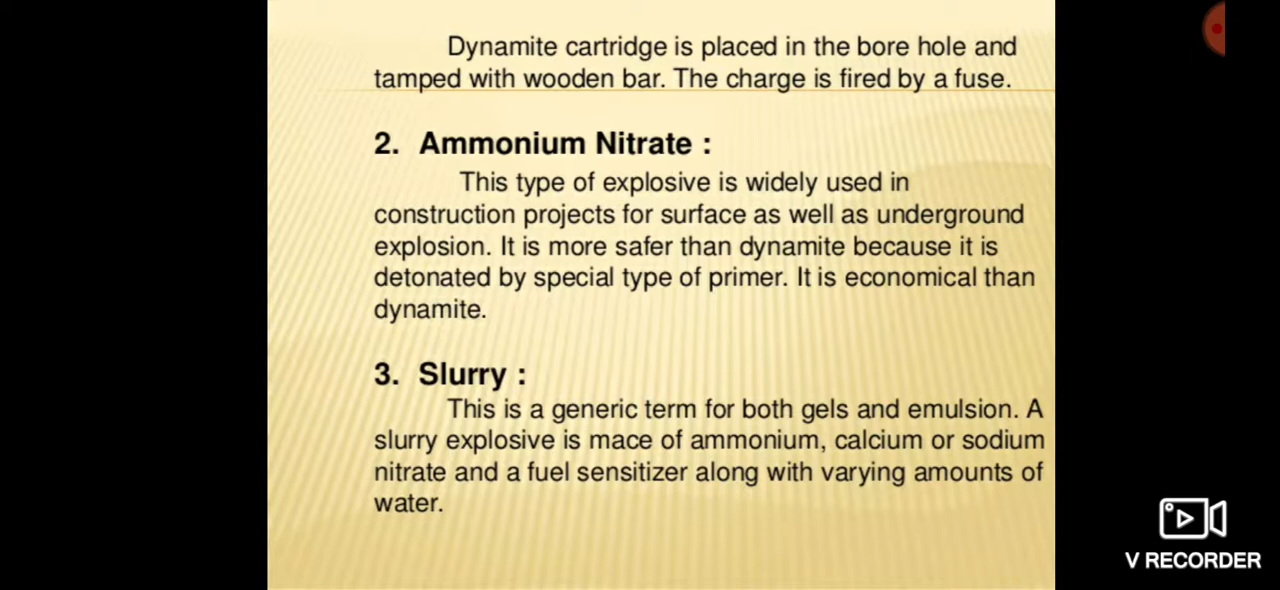 Dynamite cartridge is placed in the bore hole and
tamped with wooden bar. The charge is fired by a fuse.
2. Ammonium Nitrate :
This type of explosive is widely used in
construction projects for surface as well as underground
explosion. It is more safer than dynamite because it is
detonated by special type of primer. It is economical than
dynamite.
3. Slurry :
This is a generic term for both gels and emulsion. A
slurry explosive is mace of ammonium, calcium or sodium
nitrate and a fuel sensitizer along with varying amounts of
water.
V RECORDER